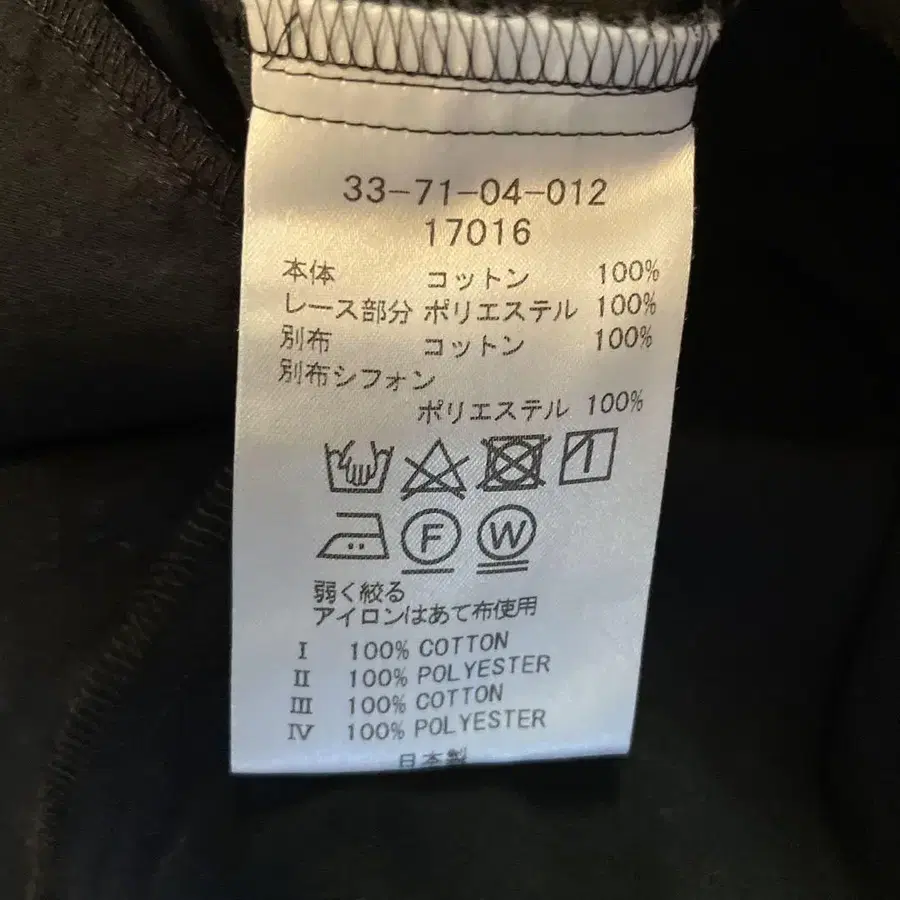 33-71-04-012
17016
本体 コットン 100%
レース部分 ポリエステル 100%
別布 コットン 100%
別布シフォン
ポリエステル 100%
F W
弱く絞る
アイロンはあて布使用
I 100% COTTON
II 100% POLYESTER
III 100% COTTON
IV 100% POLYESTER
日本製